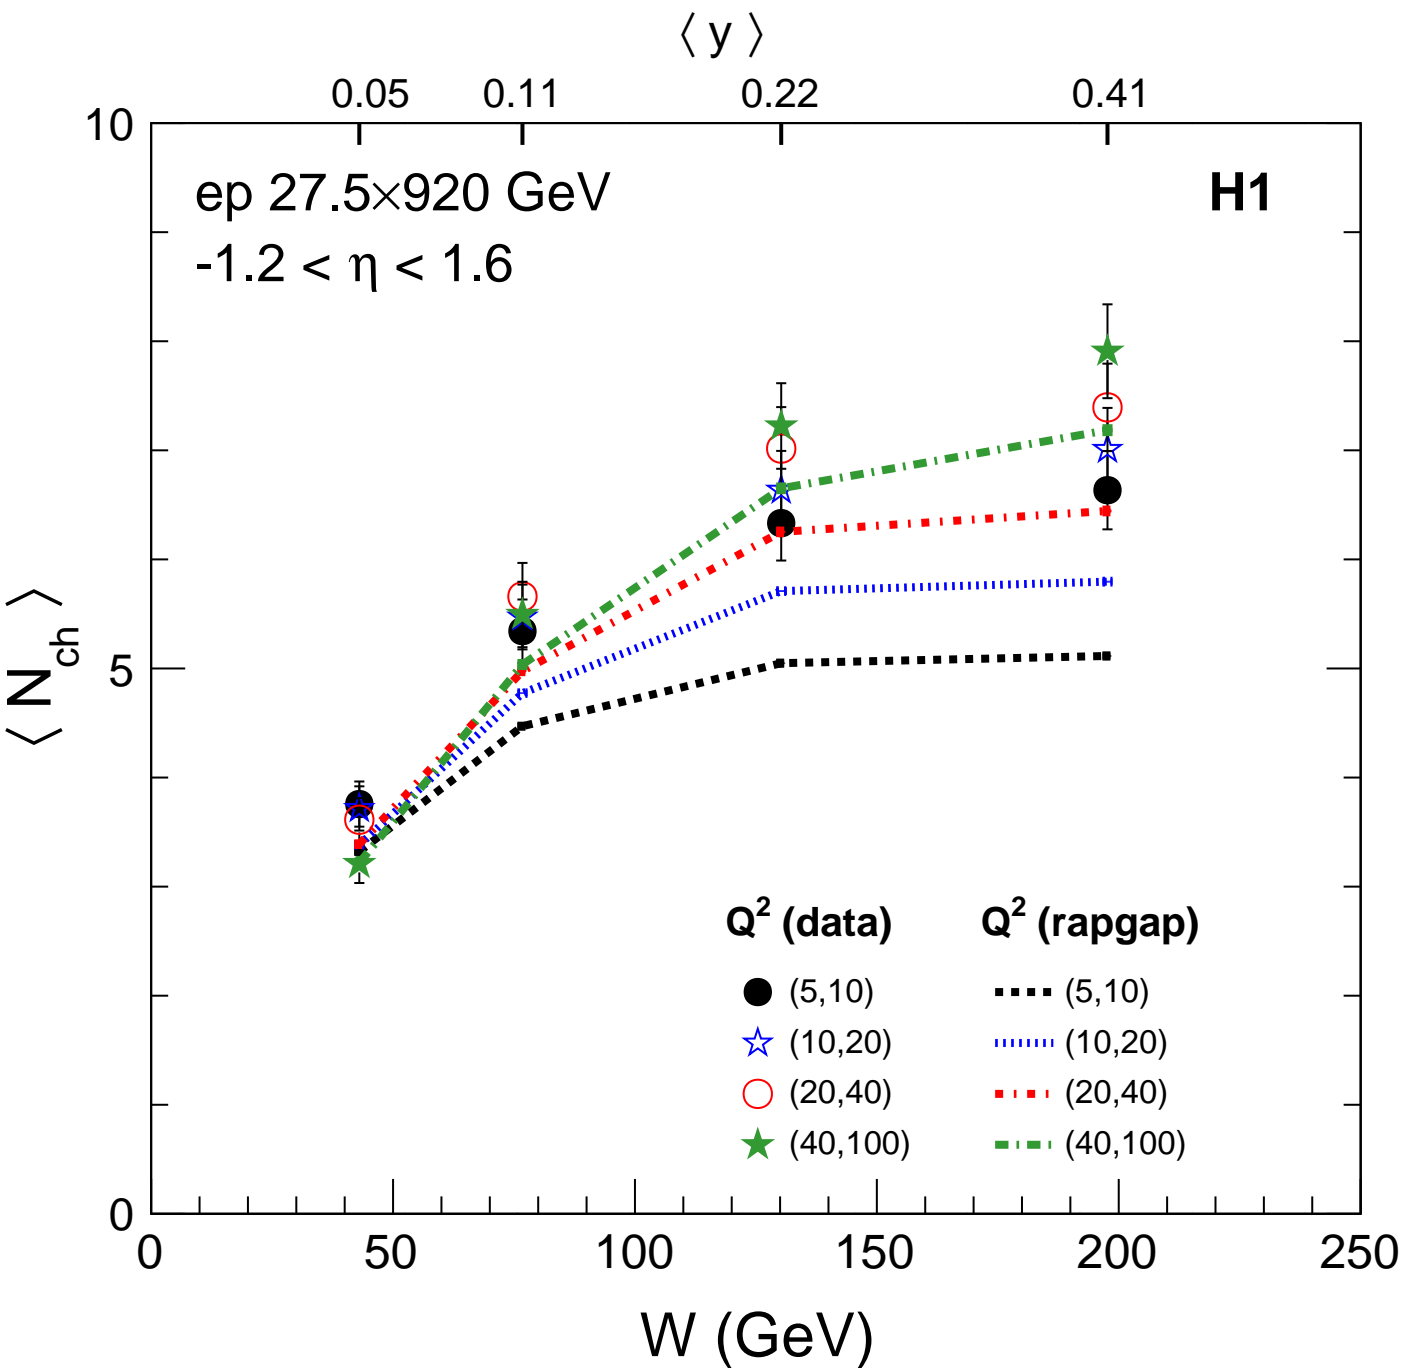 ⟨ y ⟩
0.05 0.11 0.22 0.41
10
ep 27.5×920 GeV
H1
-1.2 < η < 1.6
⟨ N_ch ⟩
5
Q² (data) Q² (rapgap)
(5,10) (5,10)
(10,20) (10,20)
(20,40) (20,40)
(40,100) (40,100)
0
0 50 100 150 200 250
W (GeV)